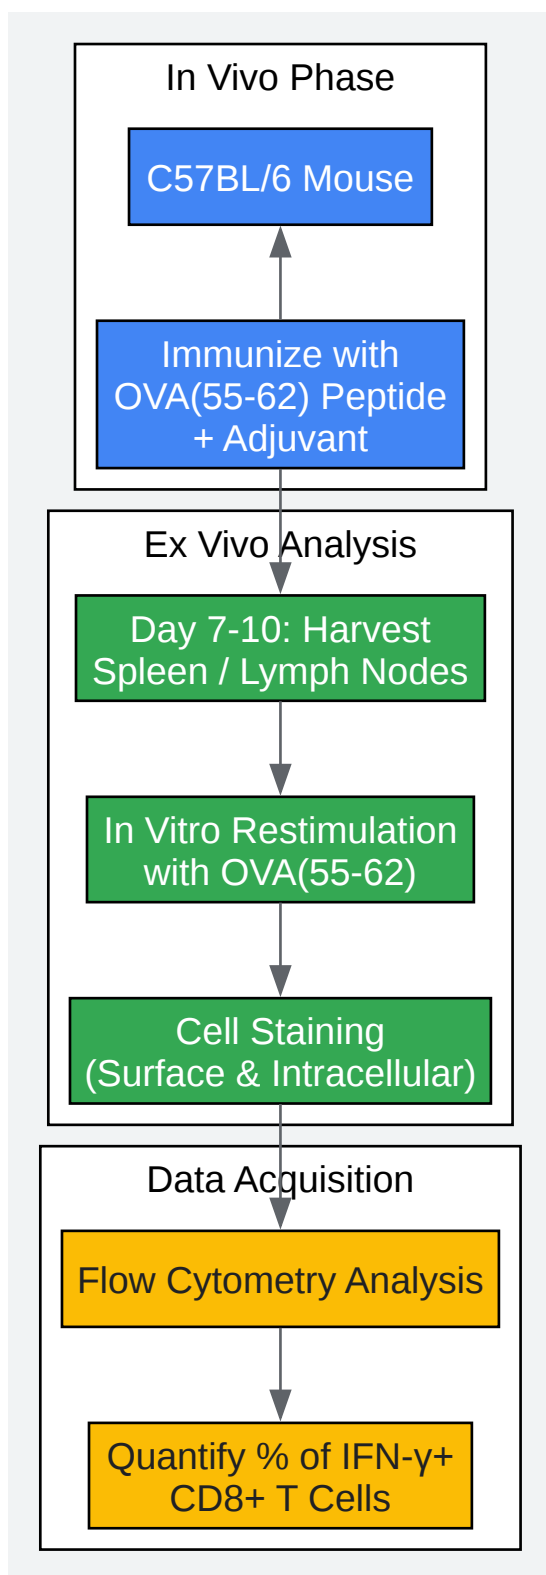 In Vivo Phase
C57BL/6 Mouse
Immunize with
OVA(55-62) Peptide
+ Adjuvant
Ex Vivo Analysis
Day 7-10: Harvest
Spleen / Lymph Nodes
In Vitro Restimulation
with OVA(55-62)
Cell Staining
(Surface & Intracellular)
Data Acquisition
Flow Cytometry Analysis
Quantify % of IFN-γ+
CD8+ T Cells